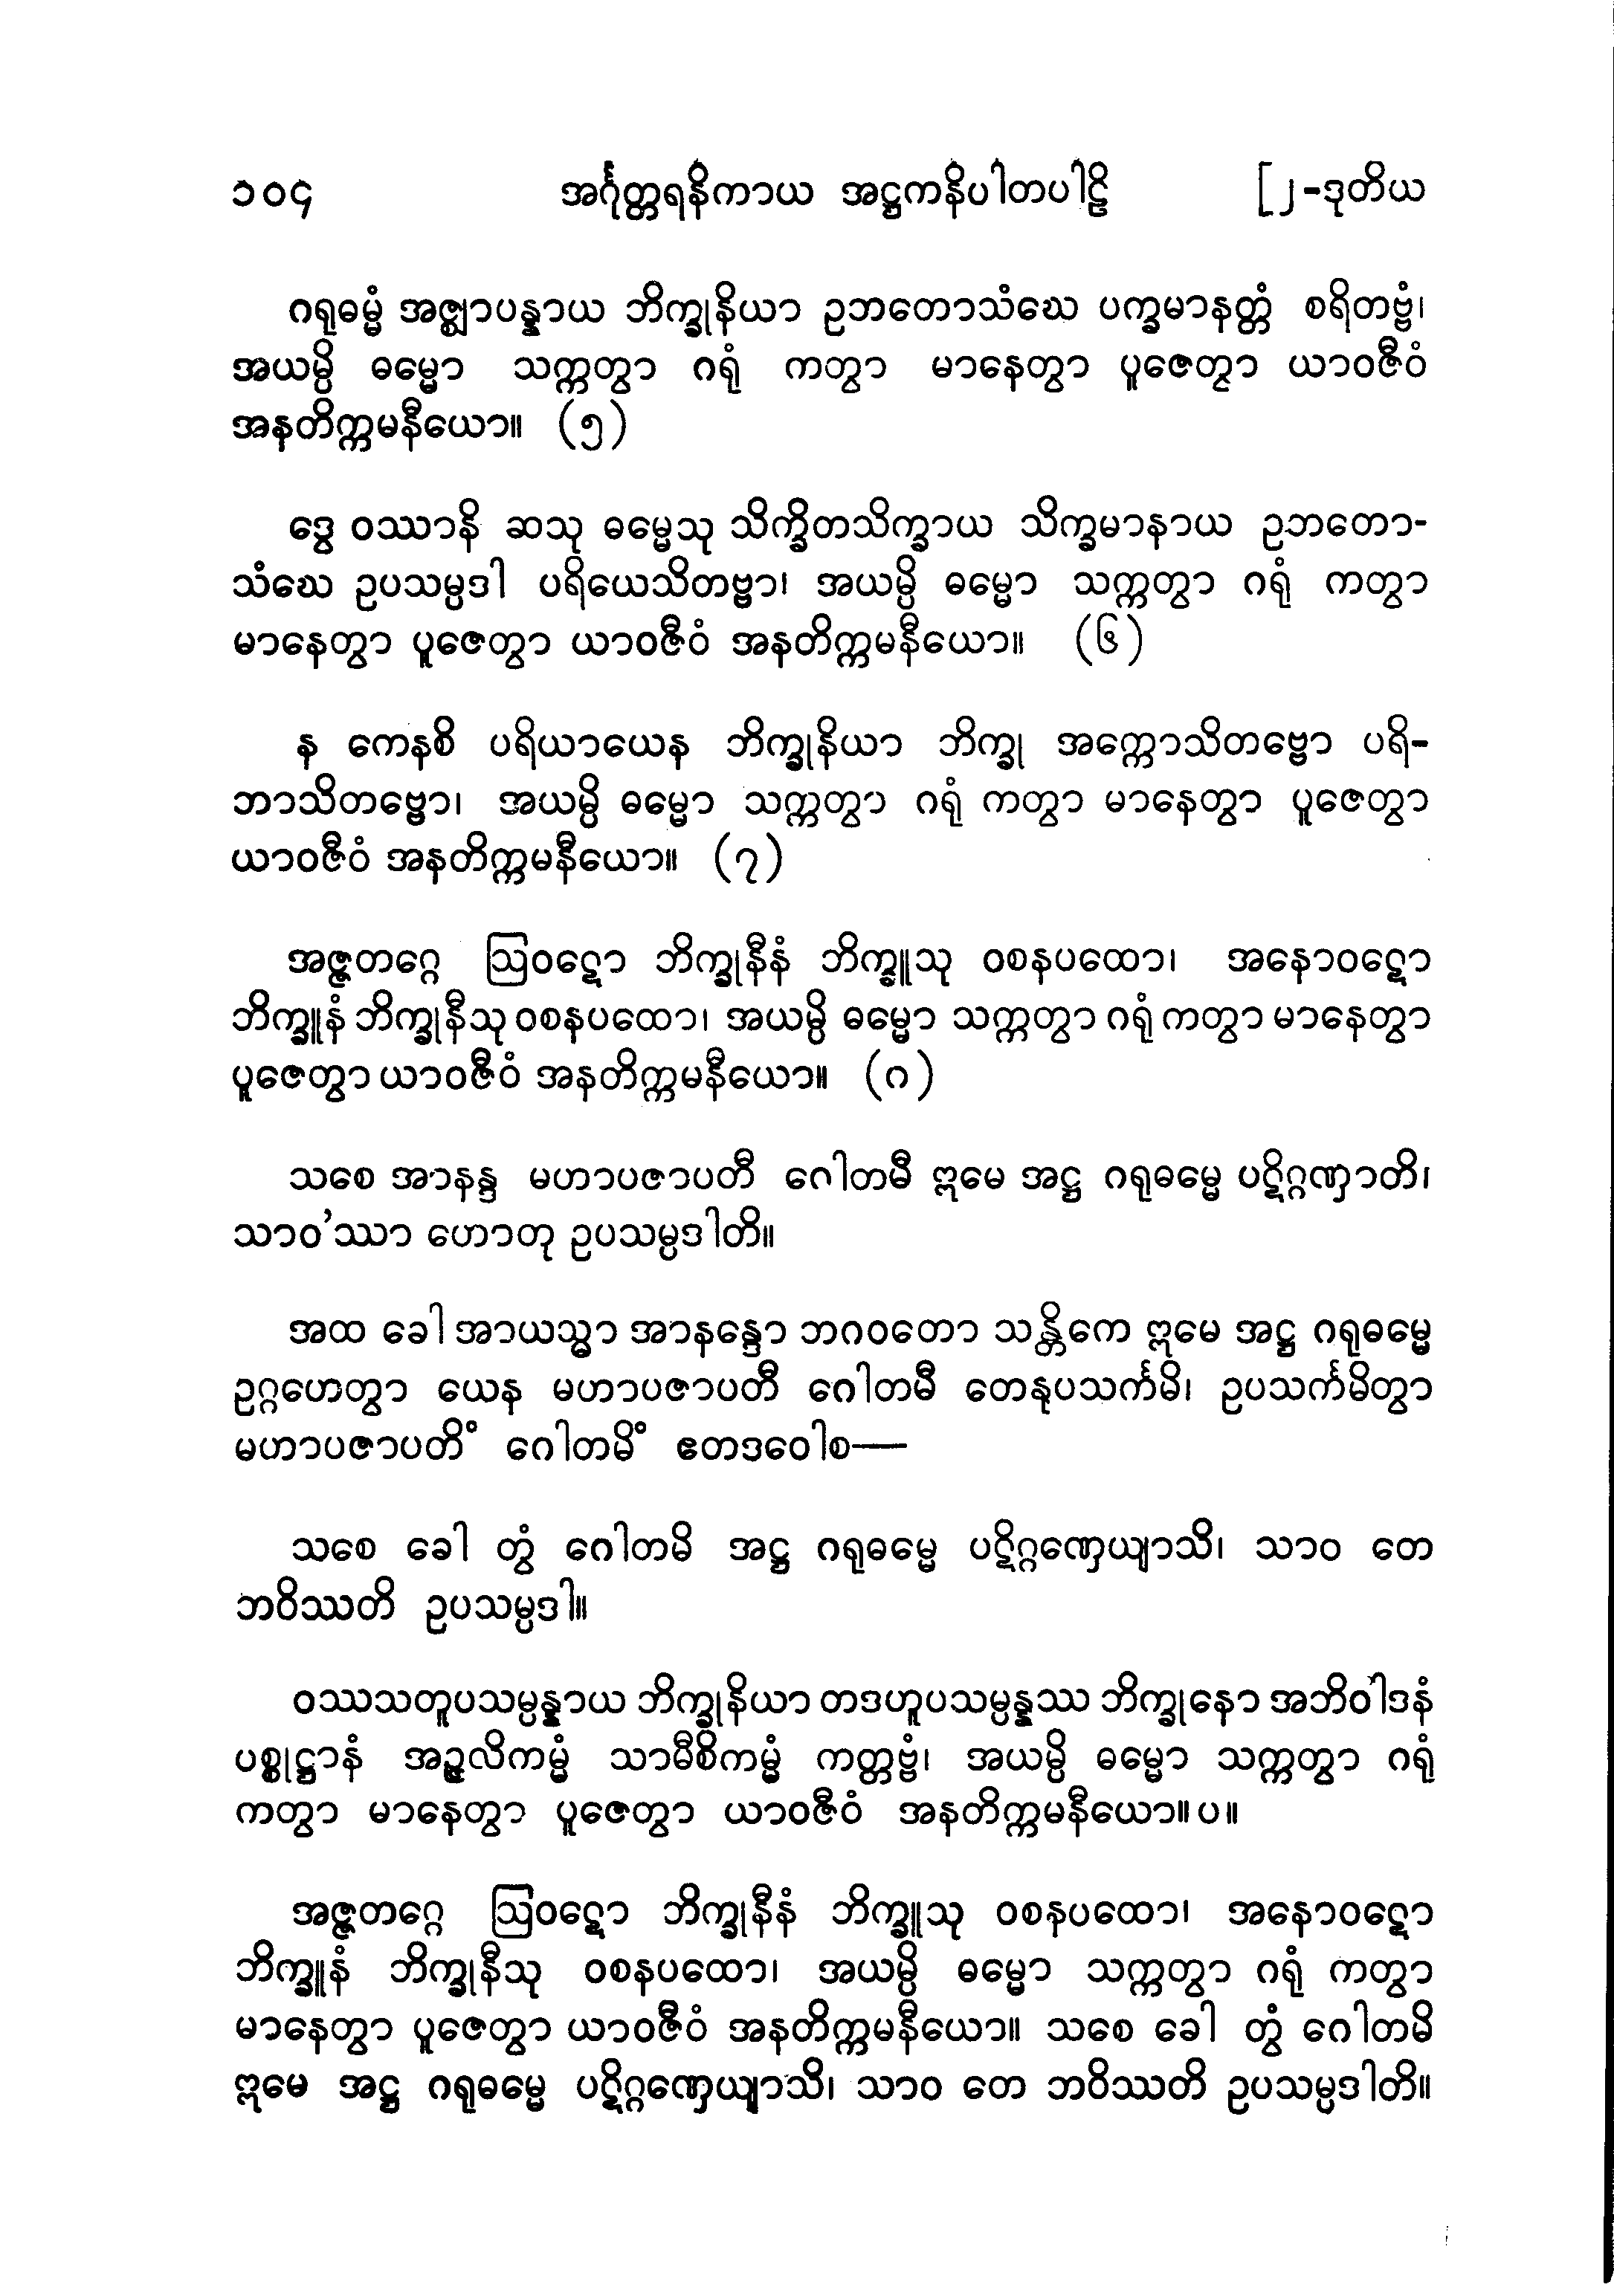 ၁၀၄ အင်္ဂုတ္တရနိကာယ အဋ္ဌကနိပါတပါဠိ [၂-ဒုတိယ
ဂရုဓမ္မံ အဇ္ဈာပန္နာယ ဘိက္ခုနိယာ ဥဘတောသံဃေ ပက္ခမာနတ္တံ စရိတဗ္ဗံ၊
အယမ္ပိ ဓမ္မော သက္ကတွာ ဂရုံ ကတွာ မာနေတွာ ပူဇေတွာ ယာဝဇီဝံ
အနတိက္ကမနီယော။ (၅)
ဒွေ ဝဿာနိ ဆသု ဓမ္မေသု သိက္ခိတသိက္ခာယ သိက္ခမာနာယ ဥဘတော-
သံဃေ ဥပသမ္ပဒါ ပရိယေသိတဗ္ဗာ၊ အယမ္ပိ ဓမ္မော သက္ကတွာ ဂရုံ ကတွာ
မာနေတွာ ပူဇေတွာ ယာဝဇီဝံ အနတိက္ကမနီယော။ (၆)
န ကေနစိ ပရိယာယေန ဘိက္ခုနိယာ ဘိက္ခု အက္ကောသိတဗ္ဗော ပရိ-
ဘာသိတဗ္ဗော၊ အယမ္ပိ ဓမ္မော သက္ကတွာ ဂရုံ ကတွာ မာနေတွာ ပူဇေတွာ
ယာဝဇီဝံ အနတိက္ကမနီယော။ (၇)
အဇ္ဇတဂ္ဂေ ဩဝဋော ဘိက္ခုနီနံ ဘိက္ခူသု ဝစနပထော၊ အနောဝဋော
ဘိက္ခူနံ ဘိက္ခုနီသု ဝစနပထော၊ အယမ္ပိ ဓမ္မော သက္ကတွာ ဂရုံ ကတွာ မာနေတွာ
ပူဇေတွာ ယာဝဇီဝံ အနတိက္ကမနီယော။ (ဂ)
သစေ အာနန္ဒ မဟာပဇာပတီ ဂေါတမီ ဣမေ အဋ္ဌ ဂရုဓမ္မေ ပဋိဂ္ဂဏှာတိ၊
သာဝ’ဿာ ဟောတု ဥပသမ္ပဒါတိ။
အထ ခေါ အာယသ္မာ အာနန္ဒော ဘဂဝတော သန္တိကေ ဣမေ အဋ္ဌ ဂရုဓမ္မေ
ဥဂ္ဂဟေတွာ ယေန မဟာပဇာပတီ ဂေါတမီ တေနုပသင်္ကမိ၊ ဥပသင်္ကမိတွာ
မဟာပဇာပတိံ ဂေါတမိံ ဧတဒဝေါစ—
သစေ ခေါ တွံ ဂေါတမိ အဋ္ဌ ဂရုဓမ္မေ ပဋိဂ္ဂဏှေယျာသိ၊ သာဝ တေ
ဘဝိဿတိ ဥပသမ္ပဒါ။
ဝဿသတူပသမ္ပန္နာယ ဘိက္ခုနိယာ တဒဟူပသမ္ပန္နဿ ဘိက္ခုနော အဘိဝါဒနံ
ပစ္စုဋ္ဌာနံ အဉ္ဇလိကမ္မံ သာမီစိကမ္မံ ကတ္တဗ္ဗံ၊ အယမ္ပိ ဓမ္မော သက္ကတွာ ဂရုံ
ကတွာ မာနေတွာ ပူဇေတွာ ယာဝဇီဝံ အနတိက္ကမနီယော။ပ။
အဇ္ဇတဂ္ဂေ ဩဝဋော ဘိက္ခုနီနံ ဘိက္ခူသု ဝစနပထော၊ အနောဝဋော
ဘိက္ခူနံ ဘိက္ခုနီသု ဝစနပထော၊ အယမ္ပိ ဓမ္မော သက္ကတွာ ဂရုံ ကတွာ
မာနေတွာ ပူဇေတွာ ယာဝဇီဝံ အနတိက္ကမနီယော။ သစေ ခေါ တွံ ဂေါတမိ
ဣမေ အဋ္ဌ ဂရုဓမ္မေ ပဋိဂ္ဂဏှေယျာသိ၊ သာဝ တေ ဘဝိဿတိ ဥပသမ္ပဒါတိ။